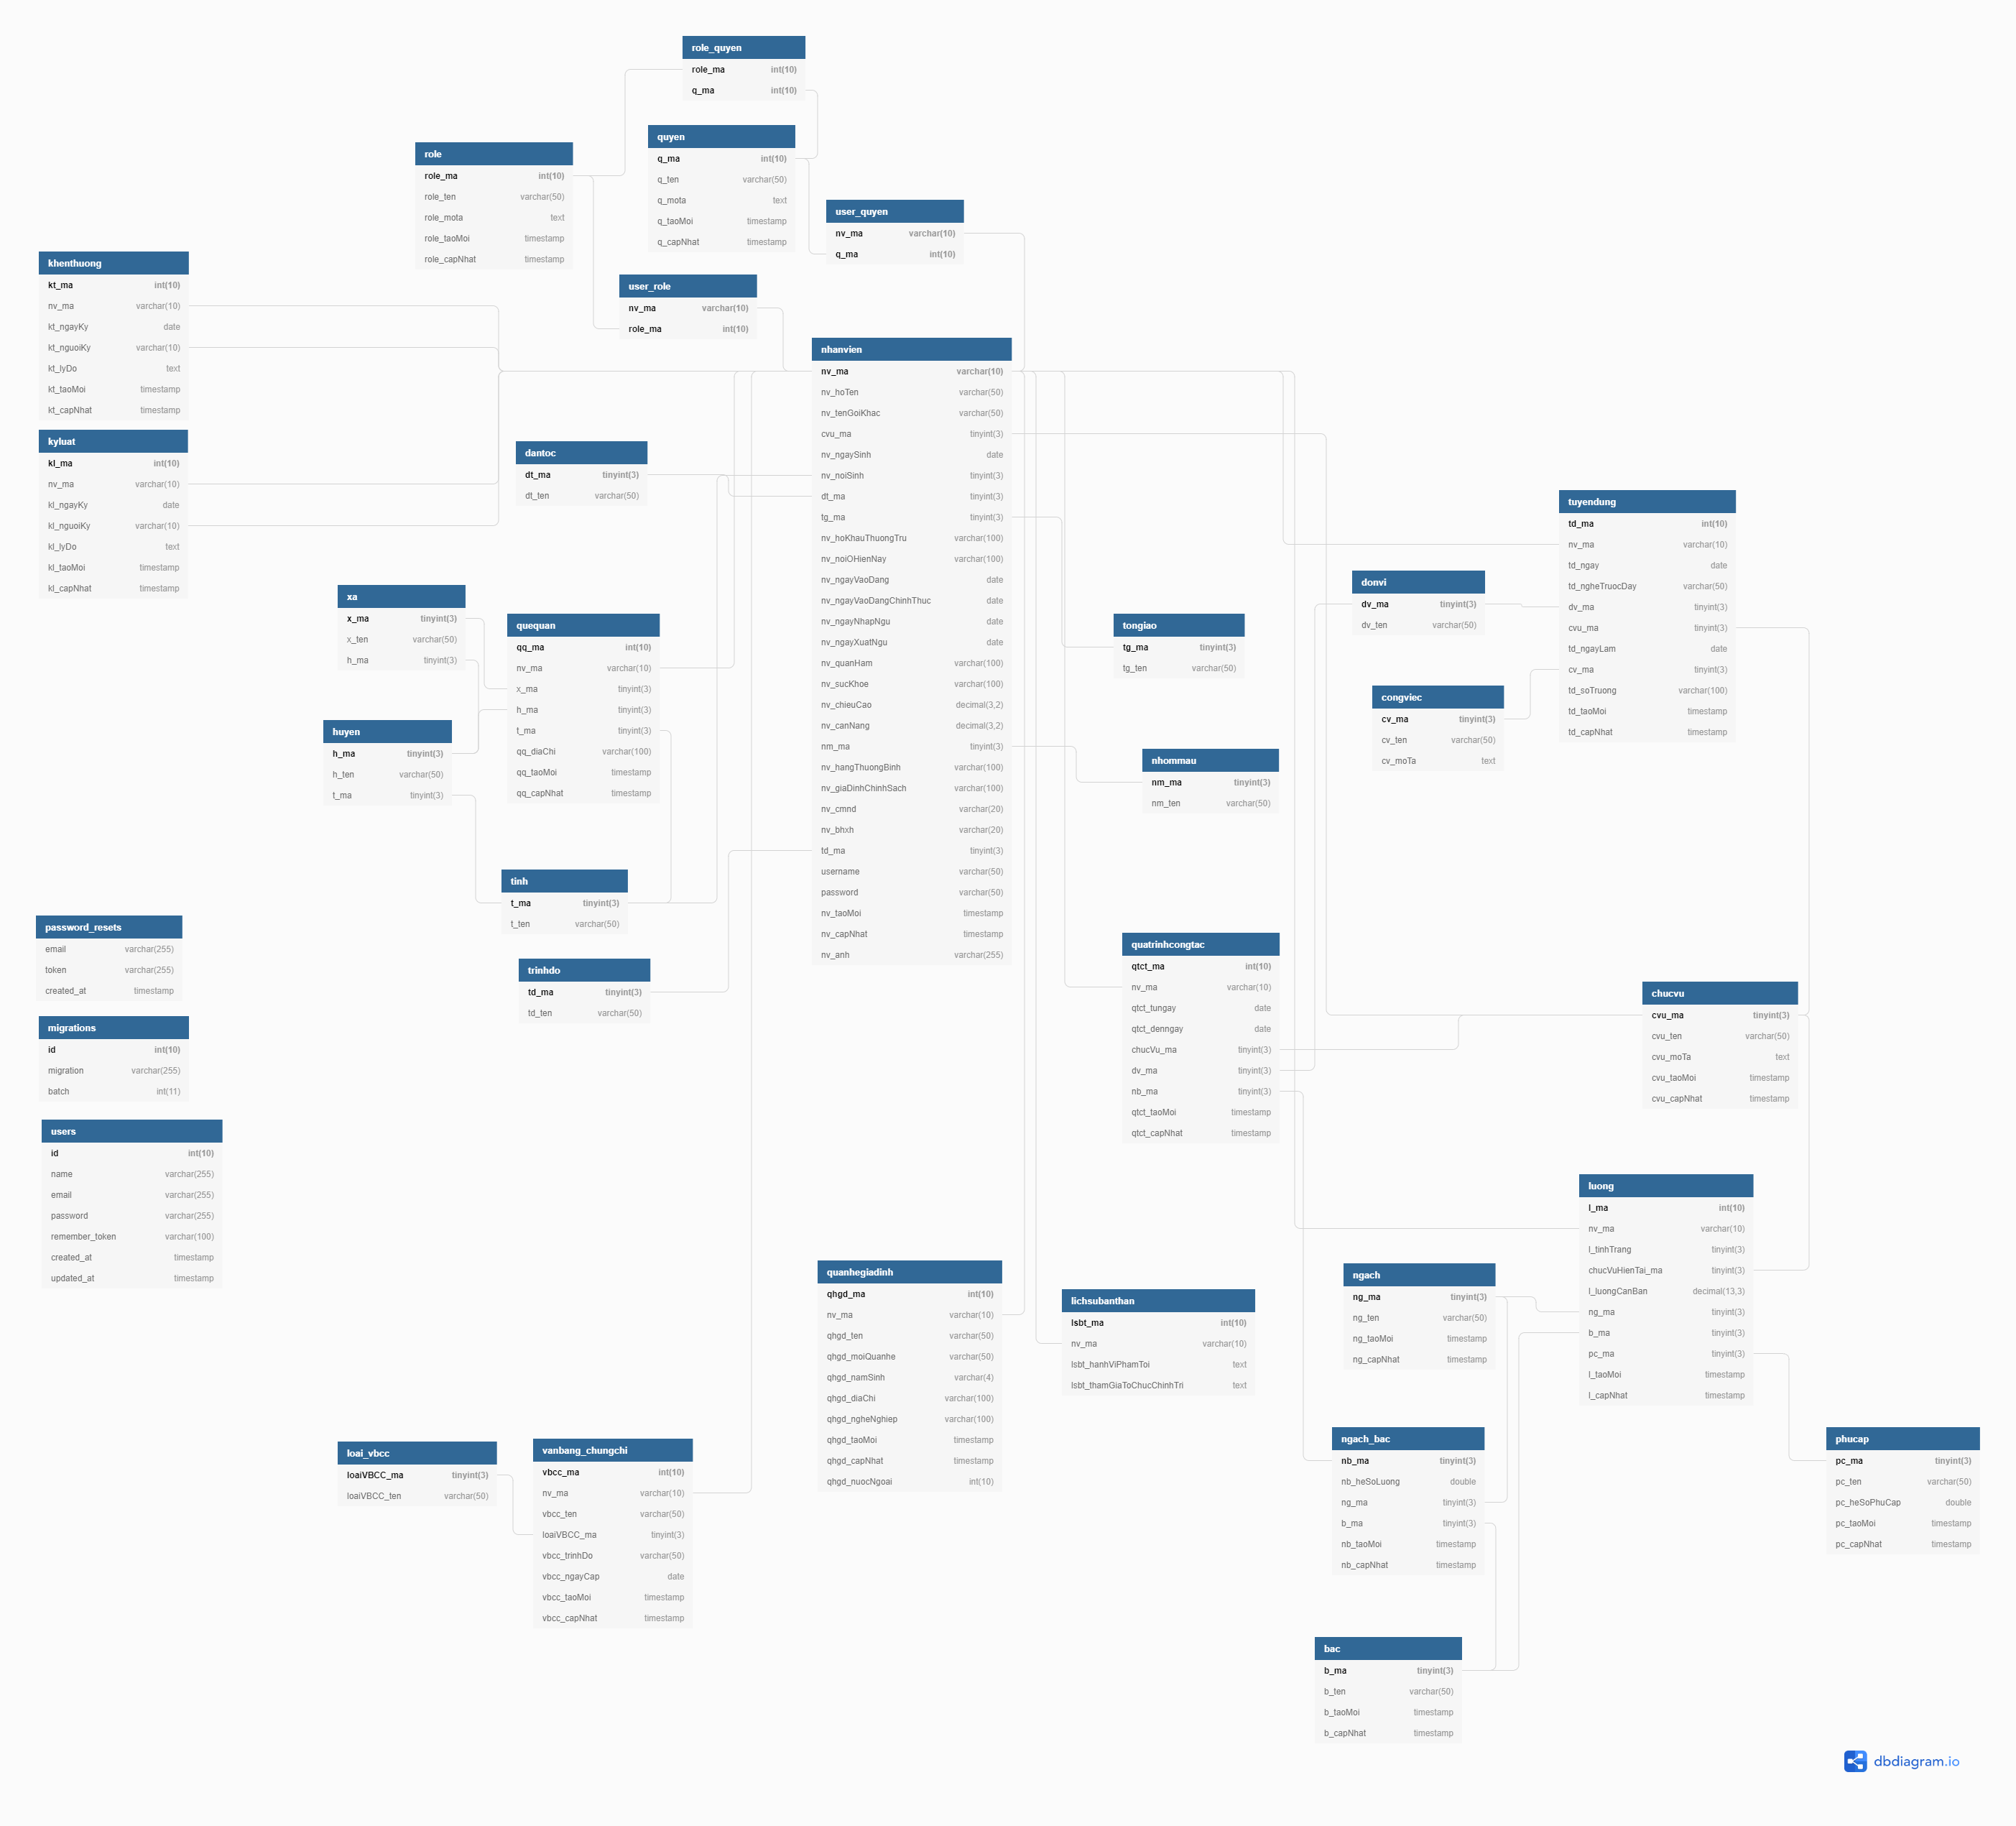 role_quyen
role_ma int(10)
q_ma int(10)
quyen
q_ma int(10)
q_ten varchar(50)
q_mota text
q_taoMoi timestamp
q_capNhat timestamp
role
role_ma int(10)
role_ten varchar(50)
role_mota text
role_taoMoi timestamp
role_capNhat timestamp
user_quyen
nv_ma varchar(10)
q_ma int(10)
user_role
nv_ma varchar(10)
role_ma int(10)
khenthuong
kt_ma int(10)
nv_ma varchar(10)
kt_ngayKy date
kt_nguoiKy varchar(10)
kt_lyDo text
kt_taoMoi timestamp
kt_capNhat timestamp
kyluat
kl_ma int(10)
nv_ma varchar(10)
kl_ngayKy date
kl_nguoiKy varchar(10)
kl_lyDo text
kl_taoMoi timestamp
kl_capNhat timestamp
nhanvien
nv_ma varchar(10)
nv_hoTen varchar(50)
nv_tenGoiKhac varchar(50)
cvu_ma tinyint(3)
nv_ngaySinh date
nv_noiSinh tinyint(3)
dt_ma tinyint(3)
tg_ma tinyint(3)
nv_hoKhauThuongTru varchar(100)
nv_noiOHienNay varchar(100)
nv_ngayVaoDang date
nv_ngayVaoDangChinhThuc date
nv_ngayNhapNgu date
nv_ngayXuatNgu date
nv_quanHam varchar(100)
nv_sucKhoe varchar(100)
nv_chieuCao decimal(3,2)
nv_canNang decimal(3,2)
nm_ma tinyint(3)
nv_hangThuongBinh varchar(100)
nv_giaDinhChinhSach varchar(100)
nv_cmnd varchar(20)
nv_bhxh varchar(20)
td_ma tinyint(3)
username varchar(50)
password varchar(50)
nv_taoMoi timestamp
nv_capNhat timestamp
nv_anh varchar(255)
dantoc
dt_ma tinyint(3)
dt_ten varchar(50)
xa
x_ma tinyint(3)
x_ten varchar(50)
h_ma tinyint(3)
quequan
qq_ma int(10)
nv_ma varchar(10)
x_ma tinyint(3)
h_ma tinyint(3)
t_ma tinyint(3)
qq_diaChi varchar(100)
qq_taoMoi timestamp
qq_capNhat timestamp
huyen
h_ma tinyint(3)
h_ten varchar(50)
t_ma tinyint(3)
tinh
t_ma tinyint(3)
t_ten varchar(50)
trinhdo
td_ma tinyint(3)
td_ten varchar(50)
tuyendung
td_ma int(10)
nv_ma varchar(10)
td_ngay date
td_ngheTruocDay varchar(50)
dv_ma tinyint(3)
cvu_ma tinyint(3)
td_ngayLam date
cv_ma tinyint(3)
td_soTruong varchar(100)
td_taoMoi timestamp
td_capNhat timestamp
donvi
dv_ma tinyint(3)
dv_ten varchar(50)
tongiao
tg_ma tinyint(3)
tg_ten varchar(50)
congviec
cv_ma tinyint(3)
cv_ten varchar(50)
cv_moTa text
nhommau
nm_ma tinyint(3)
nm_ten varchar(50)
password_resets
email varchar(255)
token varchar(255)
created_at timestamp
migrations
id int(10)
migration varchar(255)
batch int(11)
users
id int(10)
name varchar(255)
email varchar(255)
password varchar(255)
remember_token varchar(100)
created_at timestamp
updated_at timestamp
quatrinhcongtac
qtct_ma int(10)
nv_ma varchar(10)
qtct_tungay date
qtct_denngay date
chucVu_ma tinyint(3)
dv_ma tinyint(3)
nb_ma tinyint(3)
qtct_taoMoi timestamp
qtct_capNhat timestamp
chucvu
cvu_ma tinyint(3)
cvu_ten varchar(50)
cvu_moTa text
cvu_taoMoi timestamp
cvu_capNhat timestamp
luong
l_ma int(10)
nv_ma varchar(10)
l_tinhTrang tinyint(3)
chucVuHienTai_ma tinyint(3)
l_luongCanBan decimal(13,3)
ng_ma tinyint(3)
b_ma tinyint(3)
pc_ma tinyint(3)
l_taoMoi timestamp
l_capNhat timestamp
quanhegiadinh
qhgd_ma int(10)
nv_ma varchar(10)
qhgd_ten varchar(50)
qhgd_moiQuanhe varchar(50)
qhgd_namSinh varchar(4)
qhgd_diaChi varchar(100)
qhgd_ngheNghiep varchar(100)
qhgd_taoMoi timestamp
qhgd_capNhat timestamp
qhgd_nuocNgoai int(10)
lichsubanthan
lsbt_ma int(10)
nv_ma varchar(10)
lsbt_hanhViPhamToi text
lsbt_thamGiaToChucChinhTri text
ngach
ng_ma tinyint(3)
ng_ten varchar(50)
ng_taoMoi timestamp
ng_capNhat timestamp
ngach_bac
nb_ma tinyint(3)
nb_heSoLuong double
ng_ma tinyint(3)
b_ma tinyint(3)
nb_taoMoi timestamp
nb_capNhat timestamp
phucap
pc_ma tinyint(3)
pc_ten varchar(50)
pc_heSoPhuCap double
pc_taoMoi timestamp
pc_capNhat timestamp
loai_vbcc
loaiVBCC_ma tinyint(3)
loaiVBCC_ten varchar(50)
vanbang_chungchi
vbcc_ma int(10)
nv_ma varchar(10)
vbcc_ten varchar(50)
loaiVBCC_ma tinyint(3)
vbcc_trinhDo varchar(50)
vbcc_ngayCap date
vbcc_taoMoi timestamp
vbcc_capNhat timestamp
bac
b_ma tinyint(3)
b_ten varchar(50)
b_taoMoi timestamp
b_capNhat timestamp
dbdiagram.io